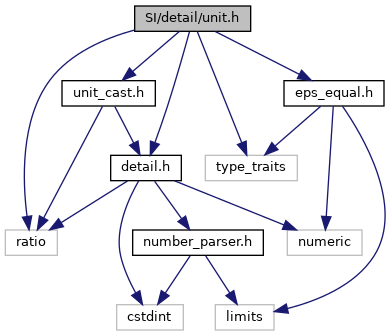 SI/detail/unit.h
unit_cast.h
eps_equal.h
detail.h
type_traits
ratio
number_parser.h
numeric
cstdint
limits